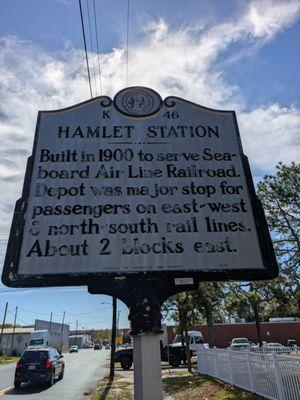 K 46
HAMLET STATION
Built in 1900 to serve Sea-
board Air Line Railroad.
Depot was major stop for
passengers on east-west
& north-south rail lines.
About 2 blocks east.